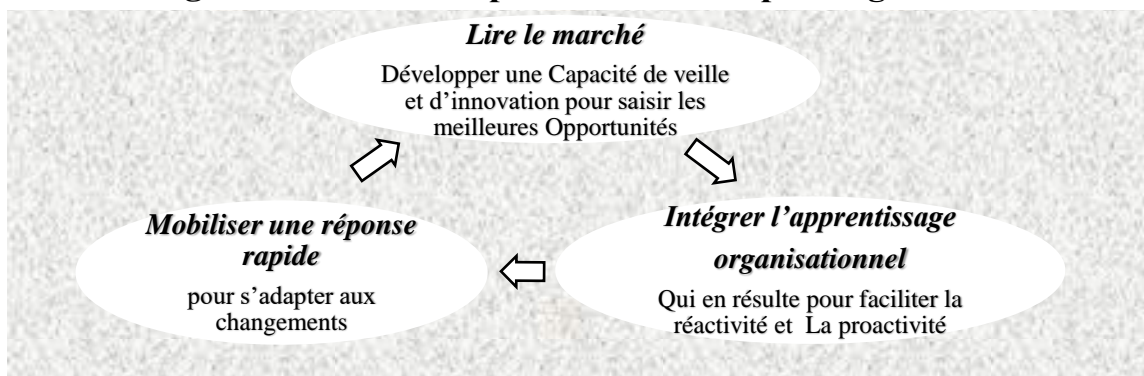 Lire le marché
Développer une Capacité de veille
et d’innovation pour saisir les
meilleures Opportunités
Mobiliser une réponse
rapide
pour s’adapter aux
changements
Intégrer l’apprentissage
organisationnel
Qui en résulte pour faciliter la
réactivité et La proactivité